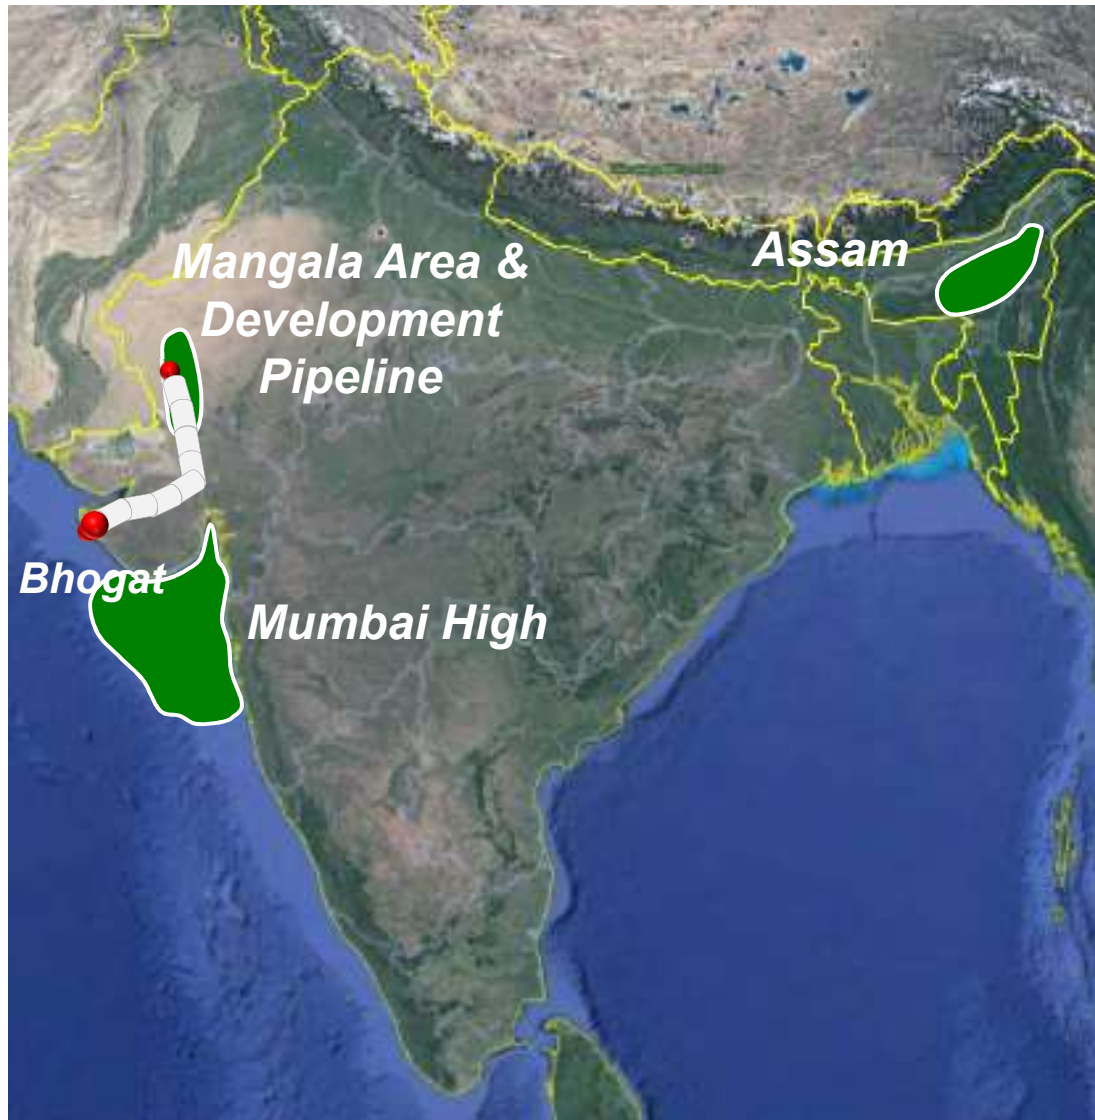 Mangala Area &
Development
Pipeline
Assam
Bhogat
Mumbai High